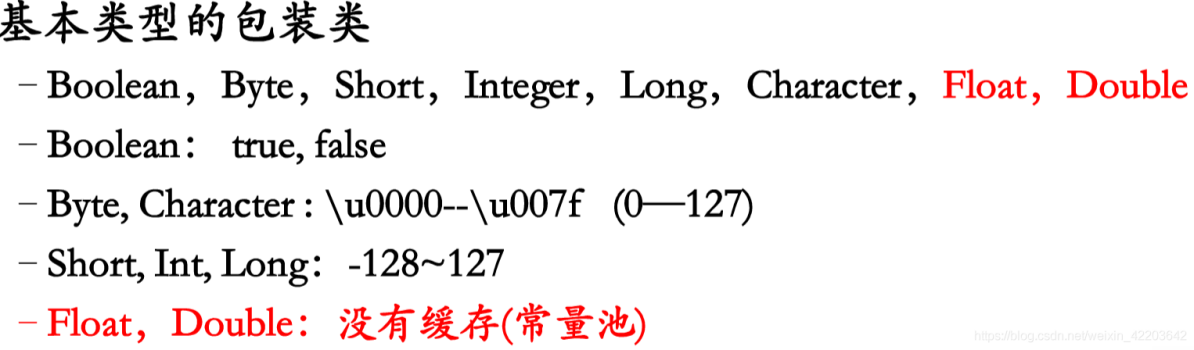 基本类型的包装类
– Boolean，Byte，Short，Integer，Long，Character，Float，Double
– Boolean： true, false
– Byte, Character : \u0000--\u007f (0—127)
– Short, Int, Long：-128~127
– Float，Double：没有缓存(常量池)
https://blog.csdn.net/weixin_42203642